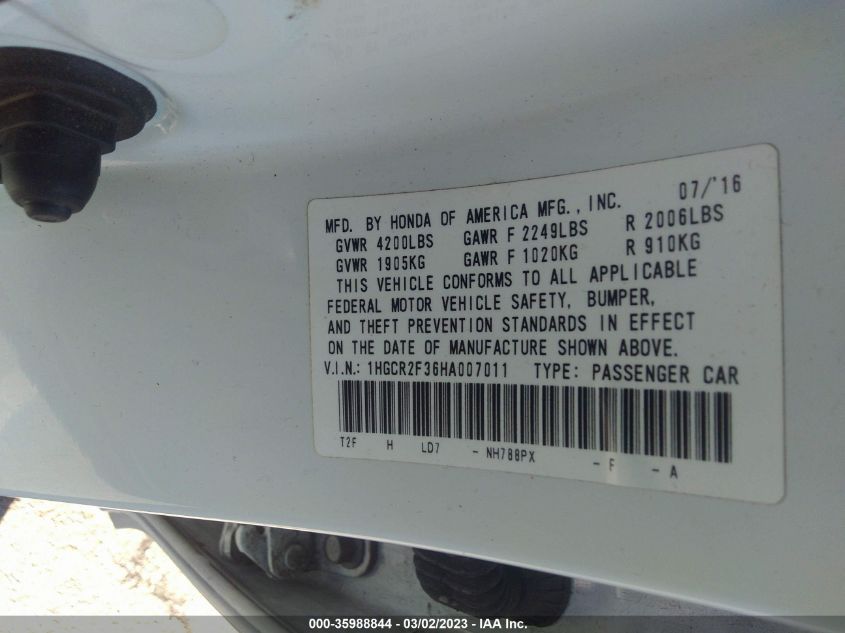 07/'16
MFD. BY HONDA OF AMERICA MFG., INC.
GVWR 4200LBS GAWR F 2249LBS R 2006LBS
GVWR 1905KG GAWR F 1020KG R 910KG
THIS VEHICLE CONFORMS TO ALL APPLICABLE
FEDERAL MOTOR VEHICLE SAFETY, BUMPER,
AND THEFT PREVENTION STANDARDS IN EFFECT
ON THE DATE OF MANUFACTURE SHOWN ABOVE.
V.I.N.: 1HGCR2F36HA007011 TYPE: PASSENGER CAR
T2F H LD7 - NH788PX - F - A
000-35988844 - 03/02/2023 - IAA Inc.